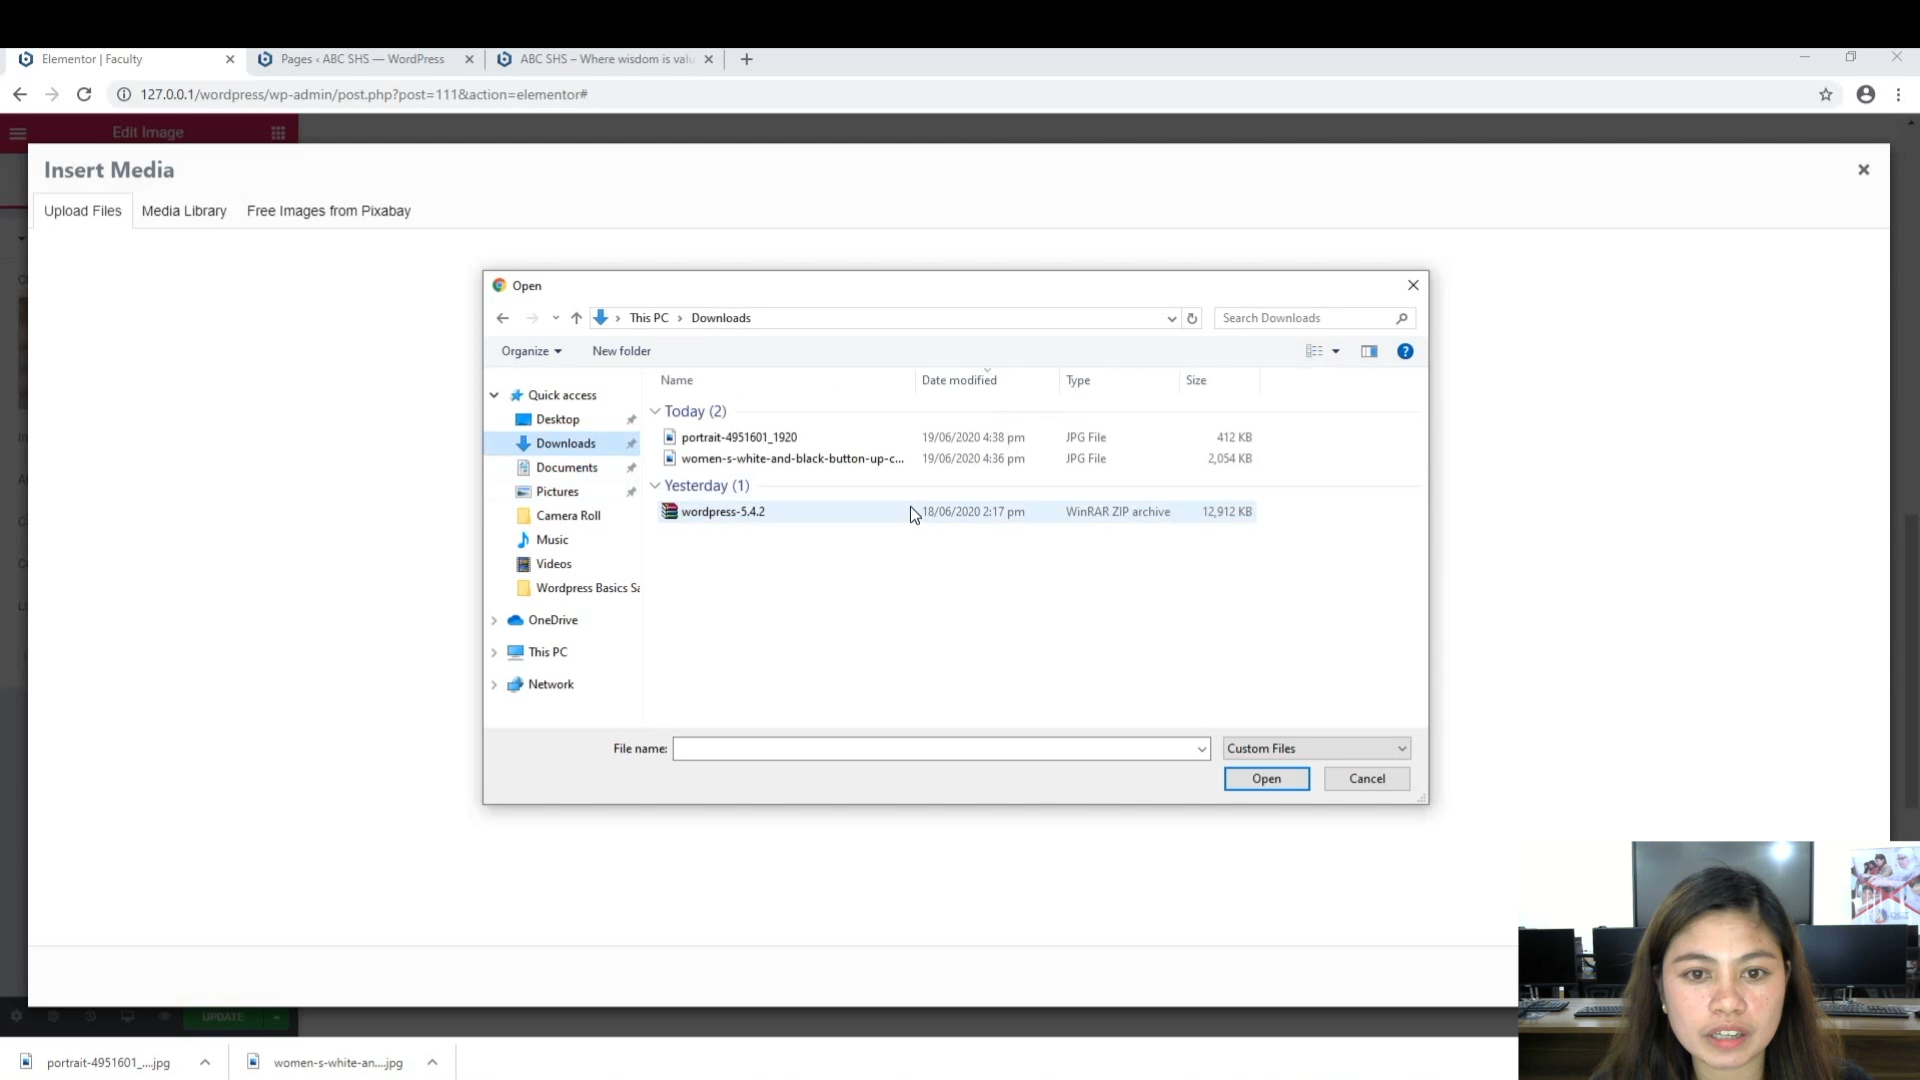 Elementor | Faculty
Pages ‹ ABC SHS — WordPress
ABC SHS – Where wisdom is valu
127.0.0.1/wordpress/wp-admin/post.php?post=111&action=elementor#
Edit Image
Insert Media
Upload Files
Media Library
Free Images from Pixabay
Open
This PC
Downloads
Search Downloads
Organize
New folder
Name
Date modified
Type
Size
Quick access
Desktop
Downloads
Documents
Pictures
Camera Roll
Music
Videos
Wordpress Basics Sa
OneDrive
This PC
Network
Today (2)
portrait-4951601_1920 19/06/2020 4:38 pm JPG File 412 KB
women-s-white-and-black-button-up-c... 19/06/2020 4:36 pm JPG File 2,054 KB
Yesterday (1)
wordpress-5.4.2 18/06/2020 2:17 pm WinRAR ZIP archive 12,912 KB
File name:
Custom Files
Open
Cancel
UPDATE
portrait-4951601_....jpg
women-s-white-an....jpg